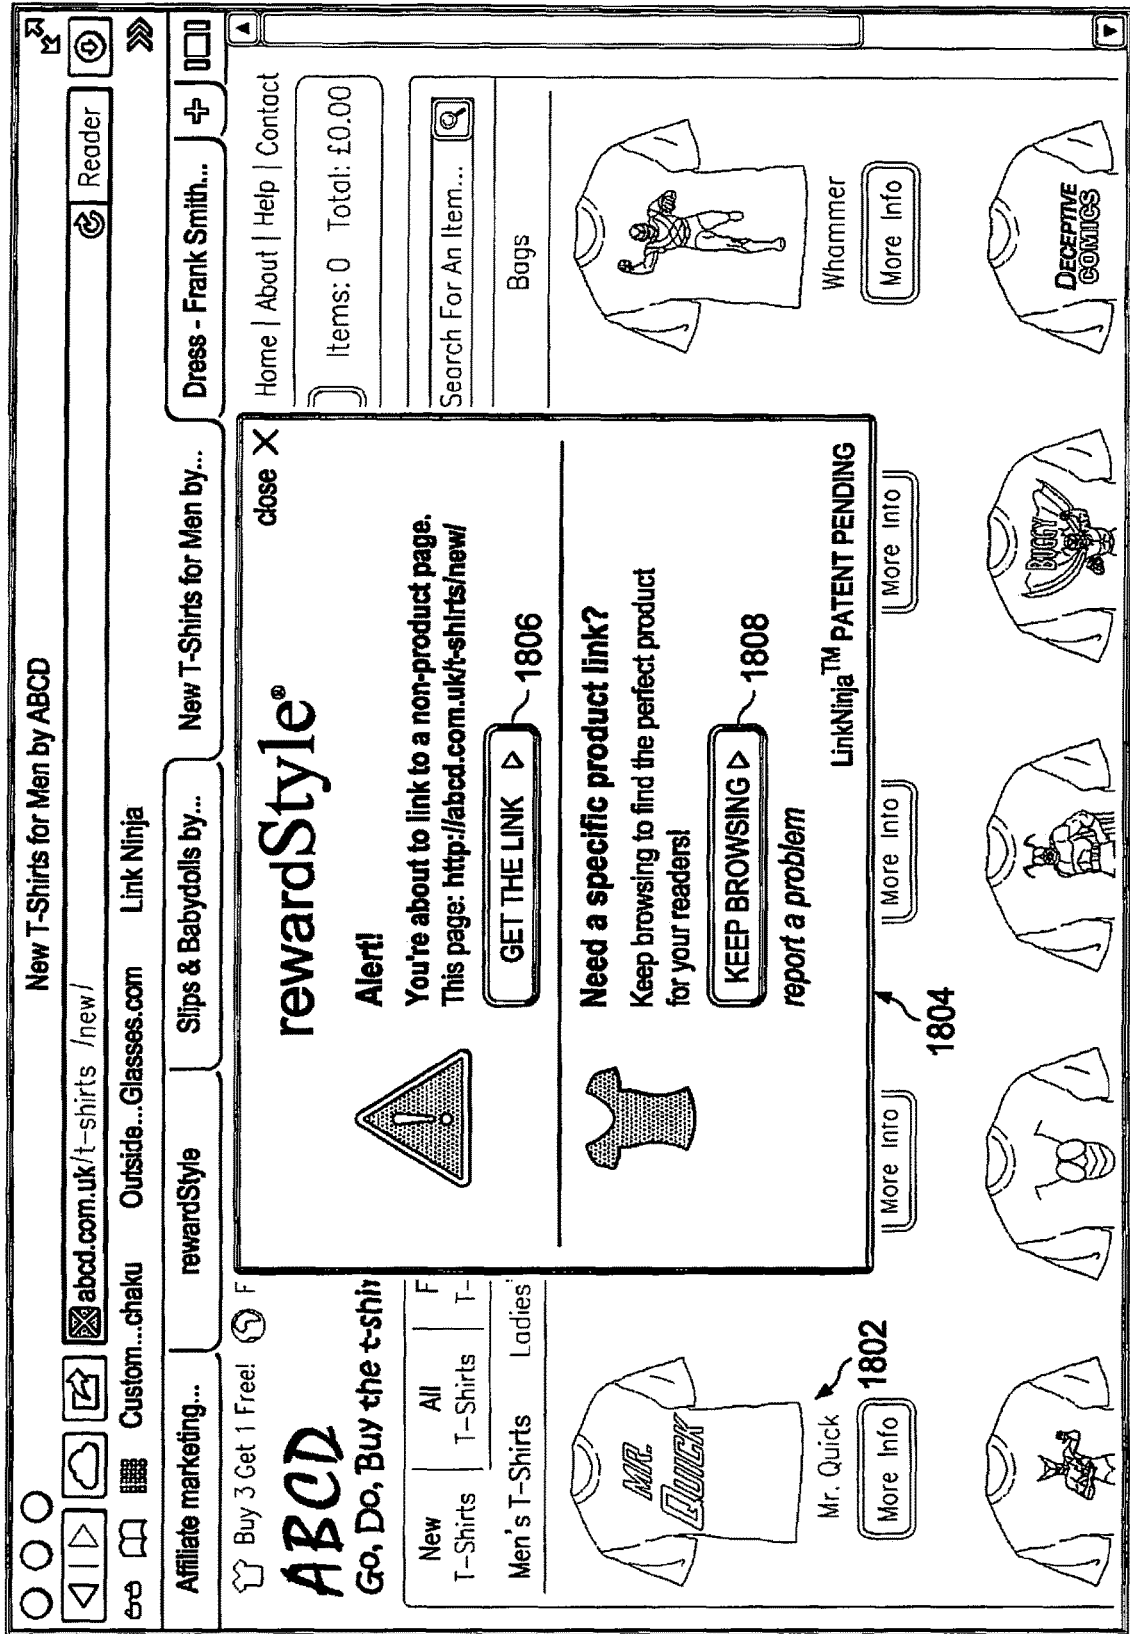 New T-Shirts for Men by ABCD
abcd.com.uk/t-shirts /new/
Reader
Custom...chaku Outside...Glasses.com Link Ninja
Affiliate marketing... rewardStyle Slips & Babydolls by... New T-Shirts for Men by... Dress - Frank Smith...
Buy 3 Get 1 Free! F
Home | About | Help | Contact
ABCD
Go, Do, Buy the t-shir
Items: 0 Total: £0.00
New T-Shirts
All T-Shirts
F T-
Search For An Item...
Men's T-Shirts Ladies'
Bags
close X
rewardStyle®
Alert!
You're about to link to a non-product page.
This page: http://abcd.com.uk/t-shirts/new/
GET THE LINK
1806
Need a specific product link?
Keep browsing to find the perfect product
for your readers!
KEEP BROWSING
1808
report a problem
LinkNinja™ PATENT PENDING
1804
MR.
QUICK
Mr. Quick
1802
Whammer
More Info
More Info
More Info
More Info
More Info
BUGGY
DECEPTIVE
COMICS